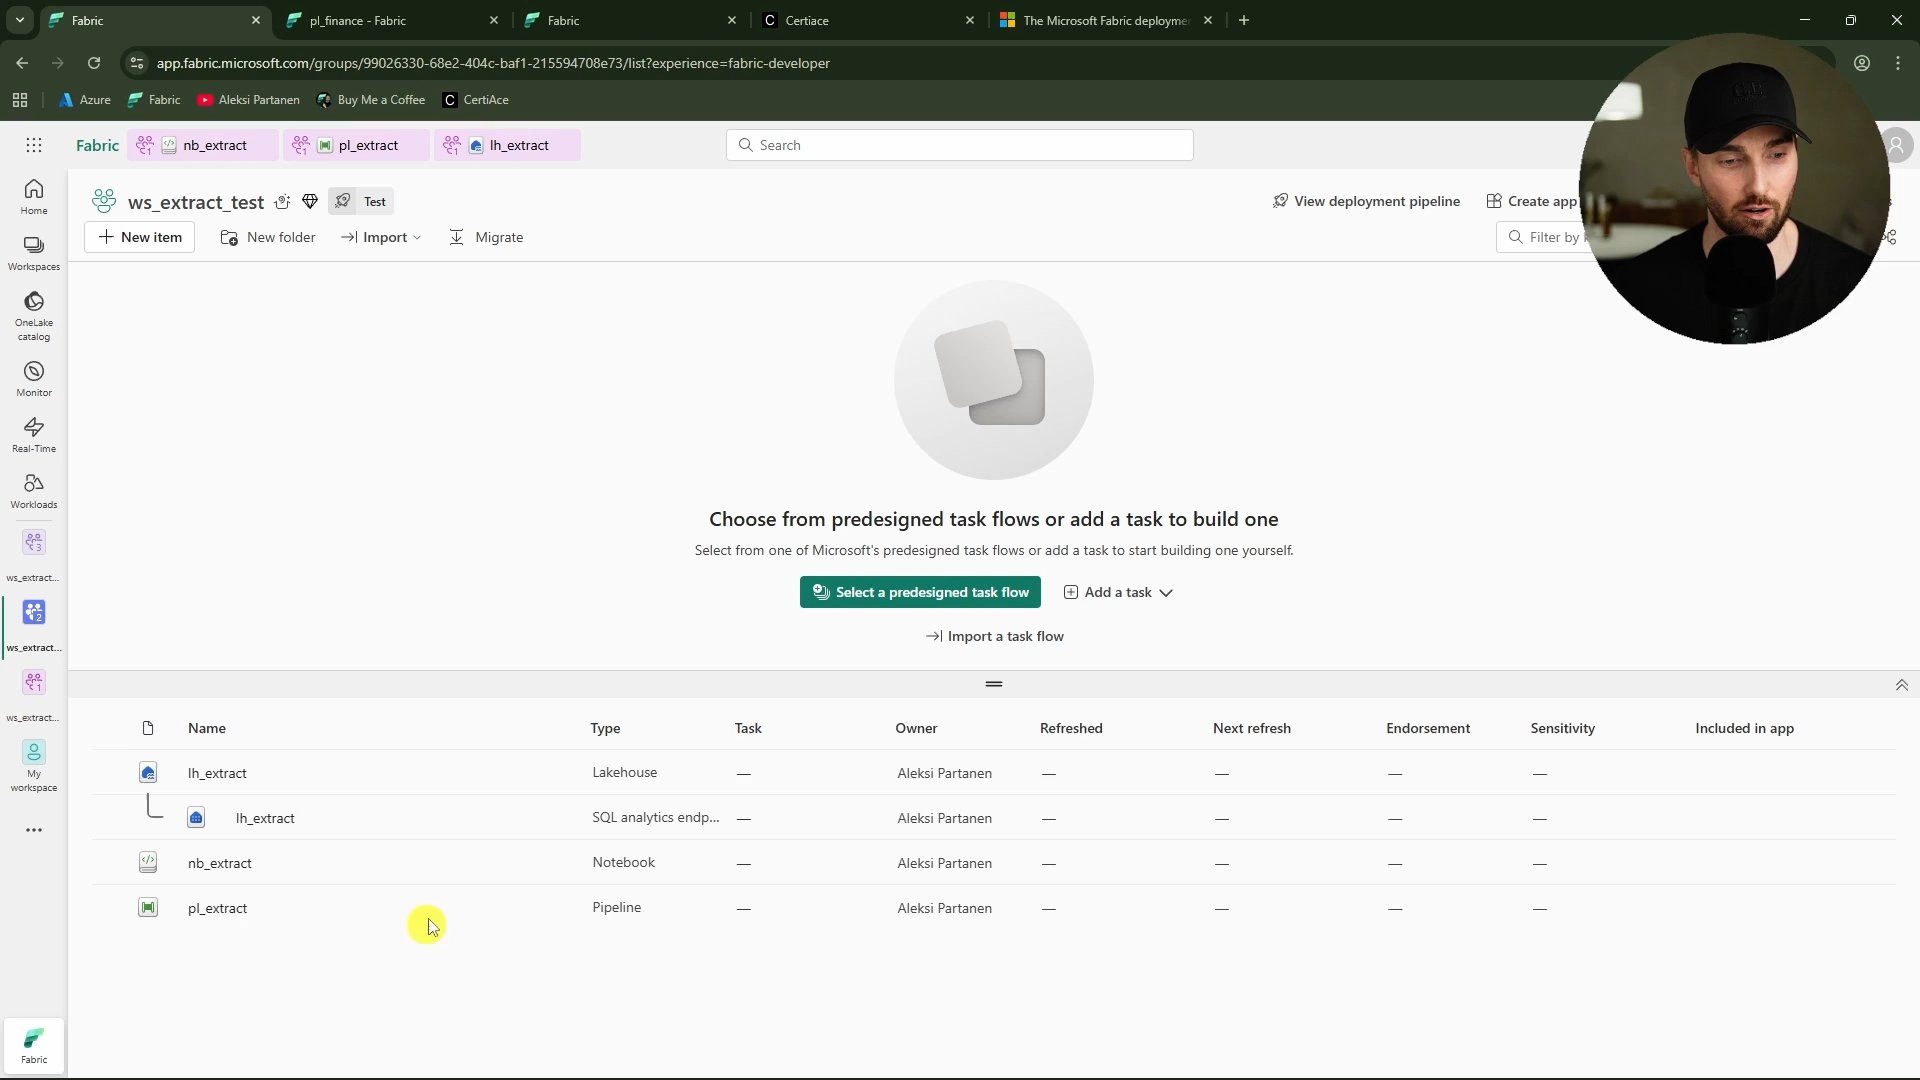 Fabric
pl_finance - Fabric
Fabric
Certiace
The Microsoft Fabric deployme
app.fabric.microsoft.com/groups/99026330-68e2-404c-baf1-215594708e73/list?experience=fabric-developer
Azure
Fabric
Aleksi Partanen
Buy Me a Coffee
CertiAce
Fabric
1
nb_extract
1
pl_extract
1
lh_extract
Search
Home
Workspaces
OneLake
catalog
Monitor
Real-Time
Workloads
3
ws_extract...
2
ws_extract...
1
ws_extract...
My
workspace
Fabric
ws_extract_test
Test
View deployment pipeline
Create app
New item
New folder
Import
Migrate
Filter by
Choose from predesigned task flows or add a task to build one
Select from one of Microsoft's predesigned task flows or add a task to start building one yourself.
Select a predesigned task flow
Add a task
Import a task flow
Name Type Task Owner Refreshed Next refresh Endorsement Sensitivity Included in app
lh_extract Lakehouse — Aleksi Partanen — — — —
lh_extract SQL analytics endp... — Aleksi Partanen — — — —
nb_extract Notebook — Aleksi Partanen — — — —
pl_extract Pipeline — Aleksi Partanen — — — —